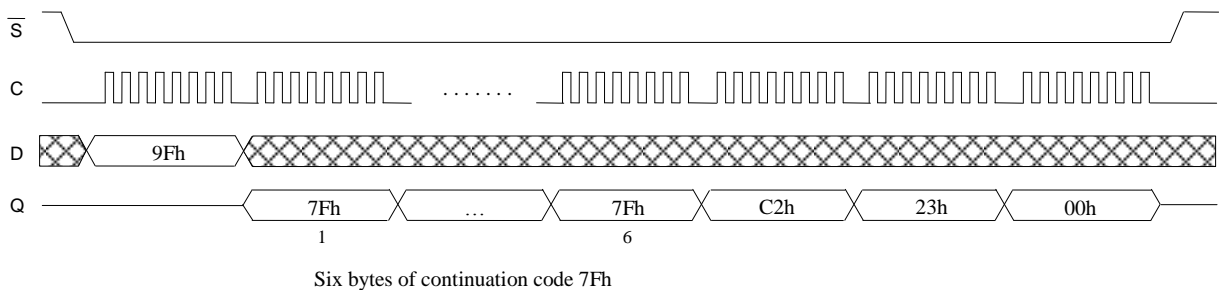 S
C .......
D 9Fh
Q 7Fh ... 7Fh C2h 23h 00h
1 6
Six bytes of continuation code 7Fh